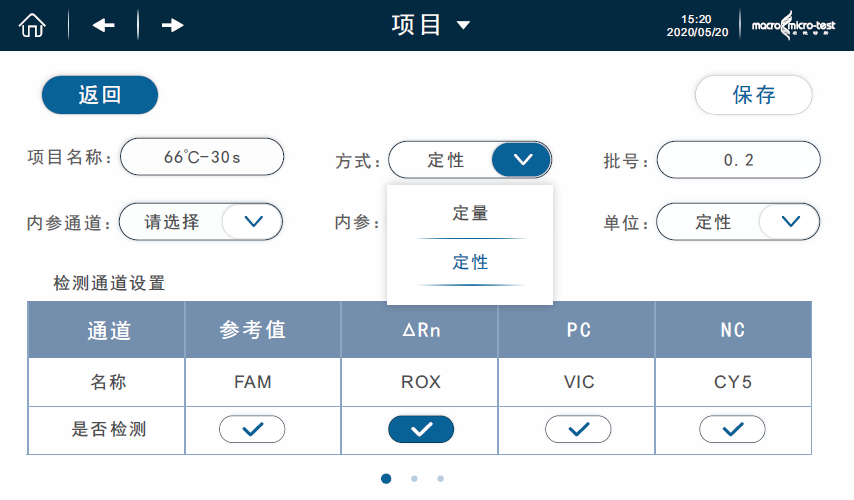 项目
15:20
2020/05/20
macro micro-test
返回
保存
项目名称: 66℃-30s
方式: 定性
批号: 0.2
内参通道: 请选择
内参:
单位: 定性
定量
定性
检测通道设置
通道 参考值 ΔRn PC NC
名称 FAM ROX VIC CY5
是否检测